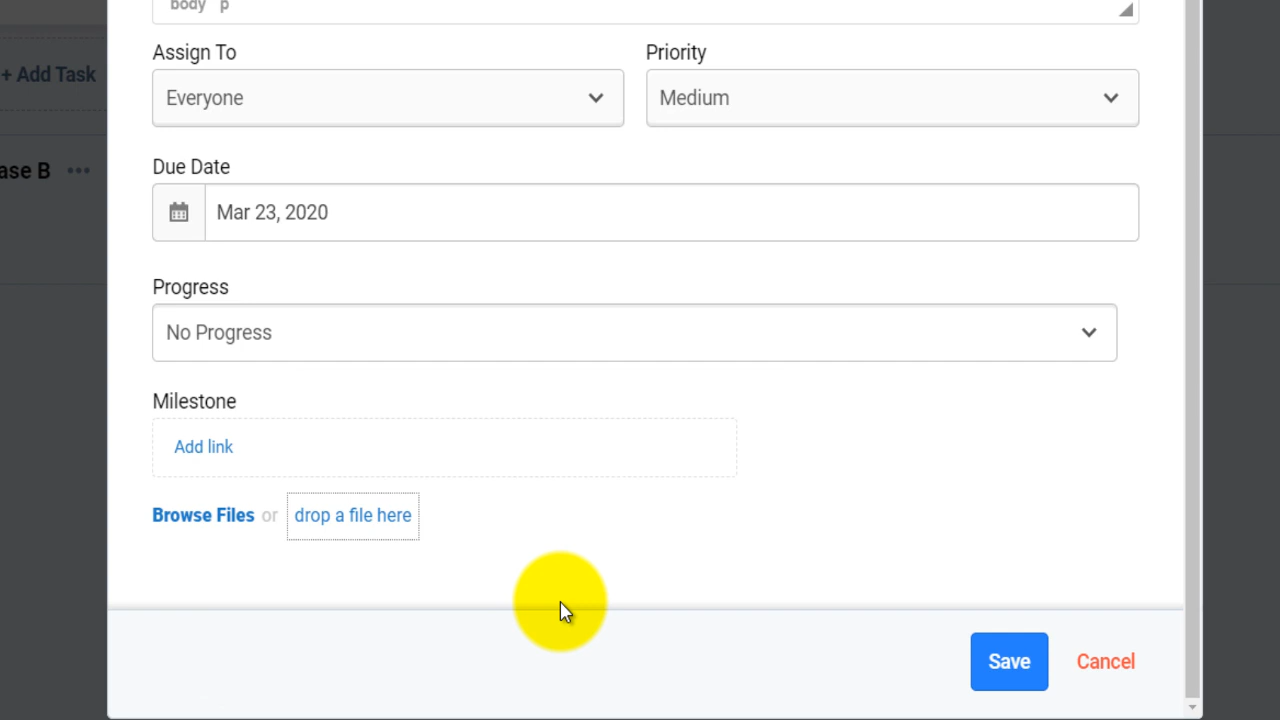 body p
Assign To
Priority
+ Add Task
Everyone
Medium
Due Date
ase B
Mar 23, 2020
Progress
No Progress
Milestone
Add link
Browse Files or drop a file here
Save
Cancel